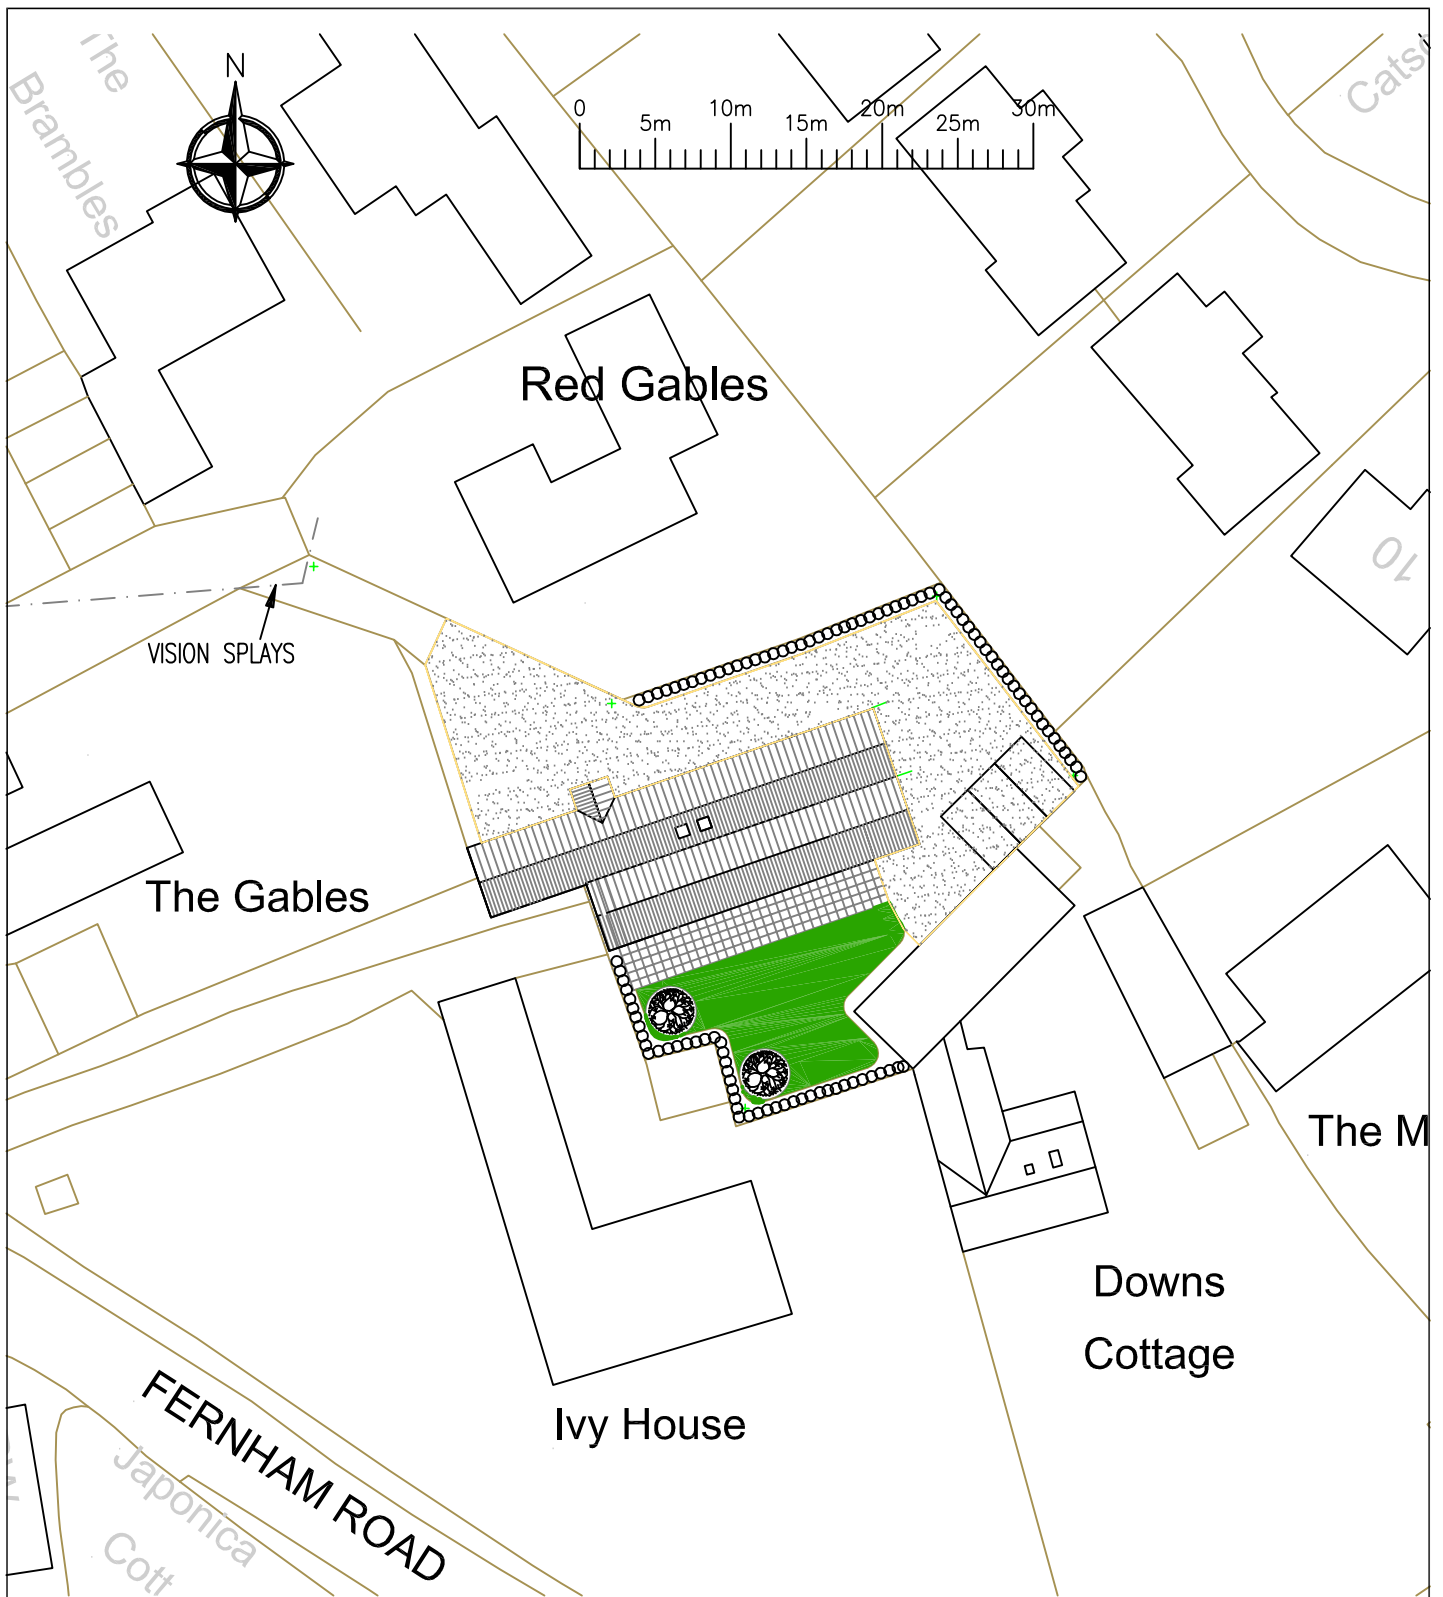 The
Brambles
N
0
5m
10m
15m
20m
25m
30m
Red Gables
10
VISION SPLAYS
The Gables
The M
Downs
Cottage
Ivy House
FERNHAM ROAD
Japonica
Cott